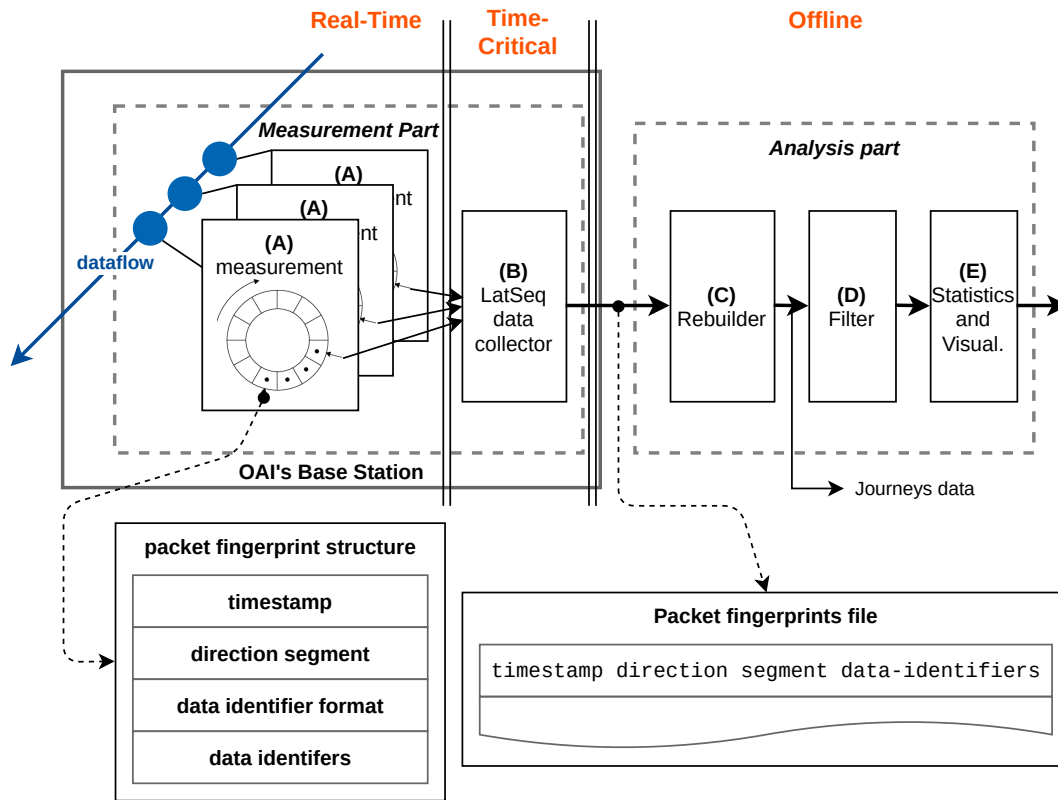 Real-Time
Time-
Critical
Offline
Measurement Part
Analysis part
(A)
ent
(A)
ent
(A)
measurement
dataflow
(B)
LatSeq
data
collector
(C)
Rebuilder
(D)
Filter
(E)
Statistics
and
Visual.
OAI's Base Station
Journeys data
packet fingerprint structure
timestamp
direction segment
data identifier format
data identifers
Packet fingerprints file
timestamp direction segment data-identifiers